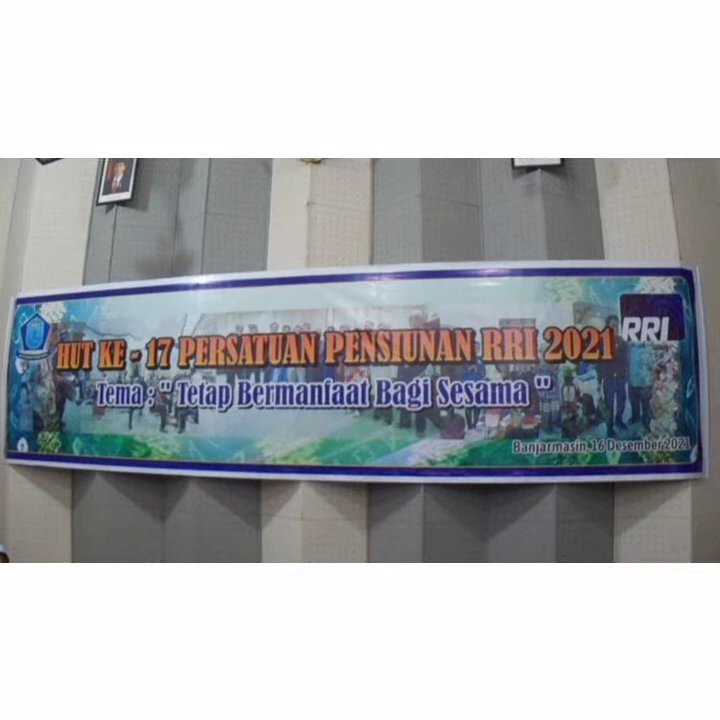 HUT KE - 17 PERSATUAN PENSIUNAN RRI 2021
RRI
Tema : " Tetap Bermanfaat Bagi Sesama "
Banjarmasin, 16 Desember 2021